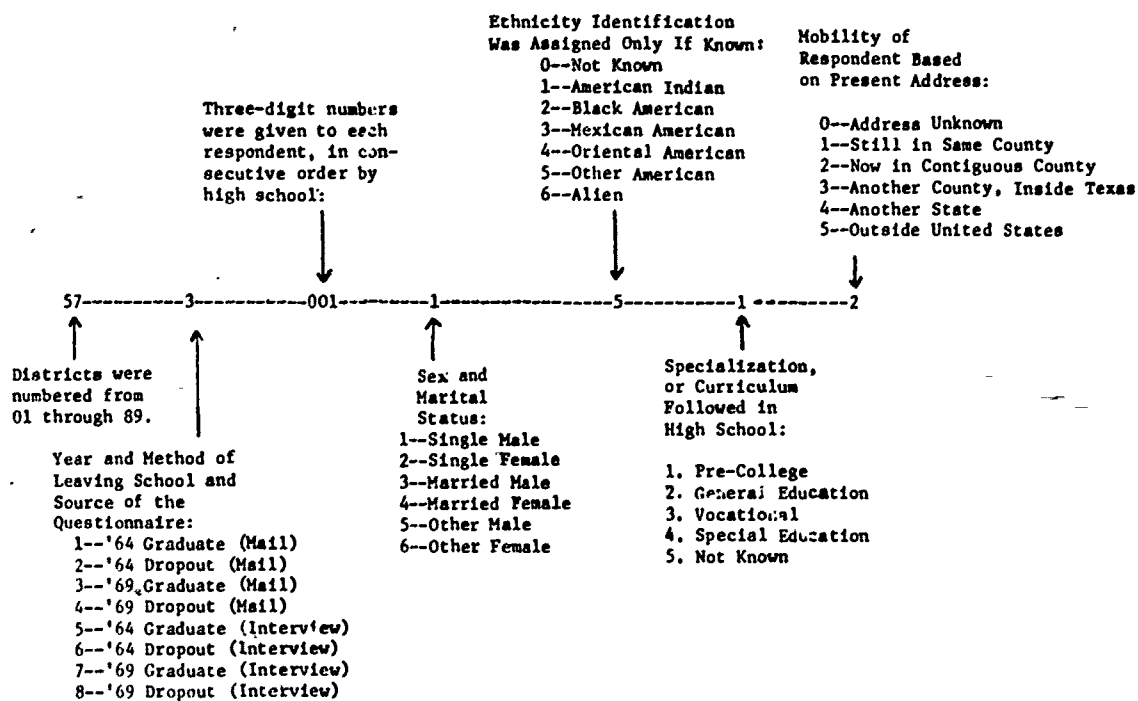 Ethnicity Identification
Was Assigned Only If Known:
0--Not Known
1--American Indian
2--Black American
3--Mexican American
4--Oriental American
5--Other American
6--Alien
Mobility of
Respondent Based
on Present Address:
0--Address Unknown
1--Still in Same County
2--Now in Contiguous County
3--Another County, Inside Texas
4--Another State
5--Outside United States
Three-digit numbers
were given to each
respondent, in con-
secutive order by
high school:
57----------3----------001---------1----------------5-----------1----------2
Districts were
numbered from
01 through 89.
Year and Method of
Leaving School and
Source of the
Questionnaire:
1--'64 Graduate (Mail)
2--'64 Dropout (Mail)
3--'69 Graduate (Mail)
4--'69 Dropout (Mail)
5--'64 Graduate (Interview)
6--'64 Dropout (Interview)
7--'69 Graduate (Interview)
8--'69 Dropout (Interview)
Sex and
Marital
Status:
1--Single Male
2--Single Female
3--Married Male
4--Married Female
5--Other Male
6--Other Female
Specialization,
or Curriculum
Followed in
High School:
1. Pre-College
2. General Education
3. Vocational
4. Special Education
5. Not Known